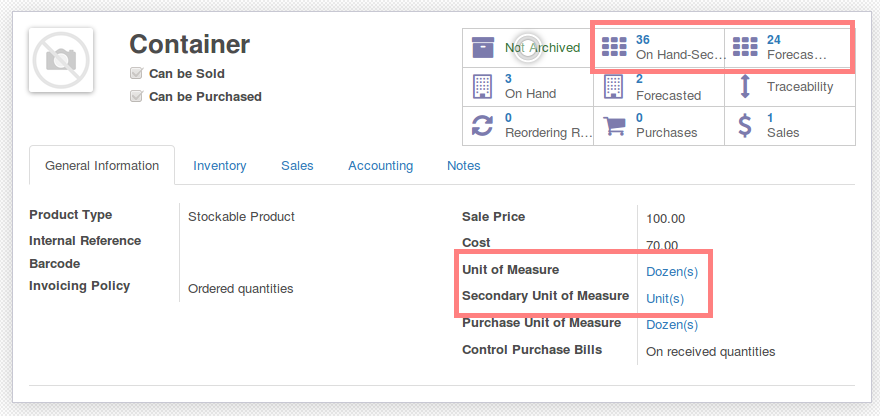 Container
Can be Sold
Can be Purchased
Not Archived
36
On Hand-Sec...
24
Forecas...
3
On Hand
2
Forecasted
Traceability
0
Reordering R...
0
Purchases
1
Sales
General Information Inventory Sales Accounting Notes
Product Type Stockable Product
Internal Reference
Barcode
Invoicing Policy Ordered quantities
Sale Price 100.00
Cost 70.00
Unit of Measure Dozen(s)
Secondary Unit of Measure Unit(s)
Purchase Unit of Measure Dozen(s)
Control Purchase Bills On received quantities